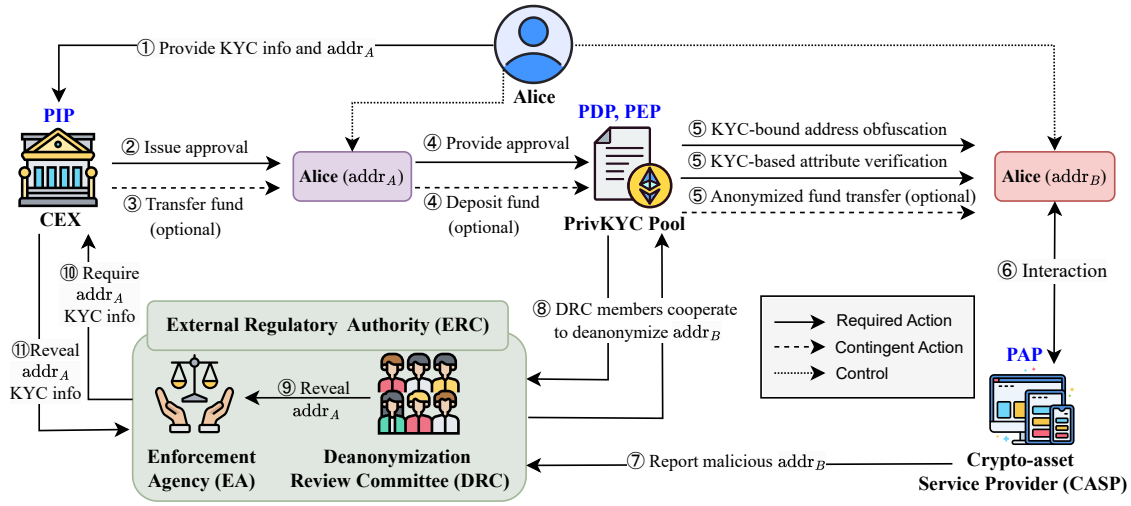 ① Provide KYC info and addr_A
Alice
PIP
CEX
② Issue approval
③ Transfer fund
(optional)
Alice (addr_A)
④ Provide approval
④ Deposit fund
(optional)
PDP, PEP
PrivKYC Pool
⑤ KYC-bound address obfuscation
⑤ KYC-based attribute verification
⑤ Anonymized fund transfer (optional)
Alice (addr_B)
⑥ Interaction
PAP
Crypto-asset
Service Provider (CASP)
⑦ Report malicious addr_B
⑧ DRC members cooperate
to deanonymize addr_B
External Regulatory Authority (ERC)
⑨ Reveal
addr_A
Enforcement
Agency (EA)
Deanonymization
Review Committee (DRC)
⑩ Require
addr_A
KYC info
⑪Reveal
addr_A
KYC info
Required Action
Contingent Action
Control